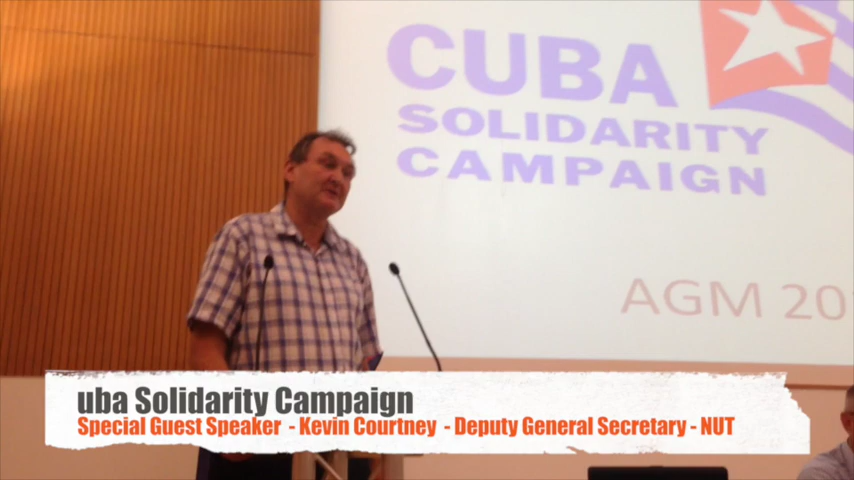 CUBA
SOLIDARITY
CAMPAIGN
AGM 20
uba Solidarity Campaign
Special Guest Speaker - Kevin Courtney - Deputy General Secretary - NUT